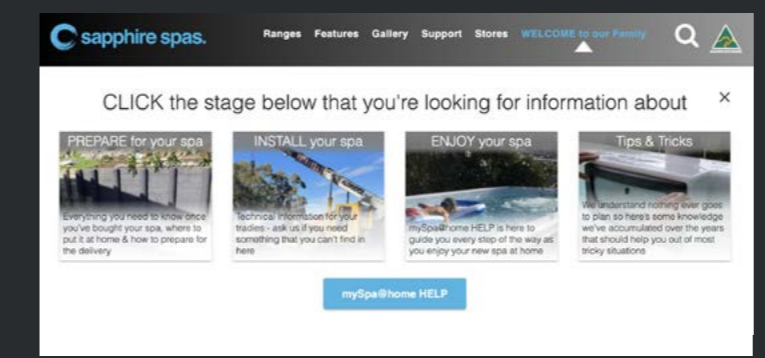 sapphire spas.
Ranges Features Gallery Support Stores WELCOME to our Family
CLICK the stage below that you're looking for information about
PREPARE for your spa
Everything you need to know once
you've bought your spa, where to
put it at home & how to prepare for
the delivery
INSTALL your spa
Technical information for your
tradies - ask us if you need
something that you can't find in
here
ENJOY your spa
mySpa@home HELP is here to
guide you every step of the way as
you enjoy your new spa at home
Tips & Tricks
We understand nothing ever goes
to plan so here's some knowledge
we've accumulated over the years
that should help you out of most
tricky situations
mySpa@home HELP